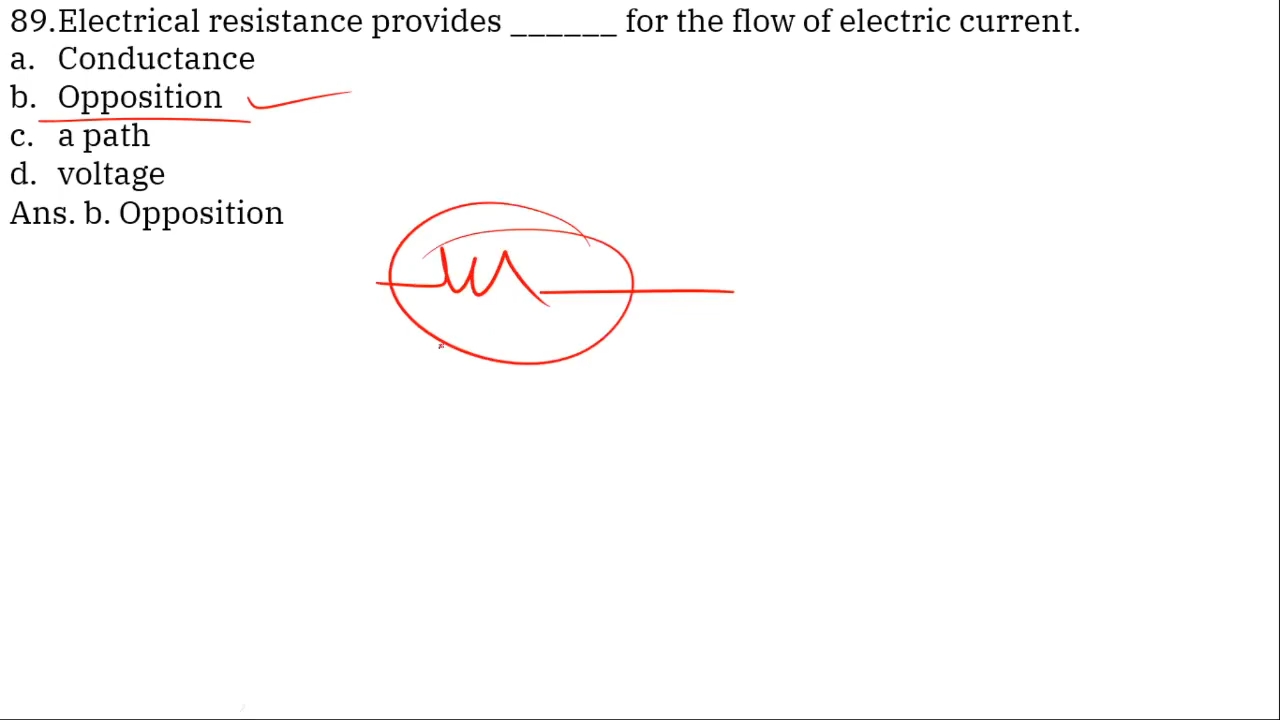 89.Electrical resistance provides ______ for the flow of electric current.
a. Conductance
b. Opposition
c. a path
d. voltage
Ans. b. Opposition